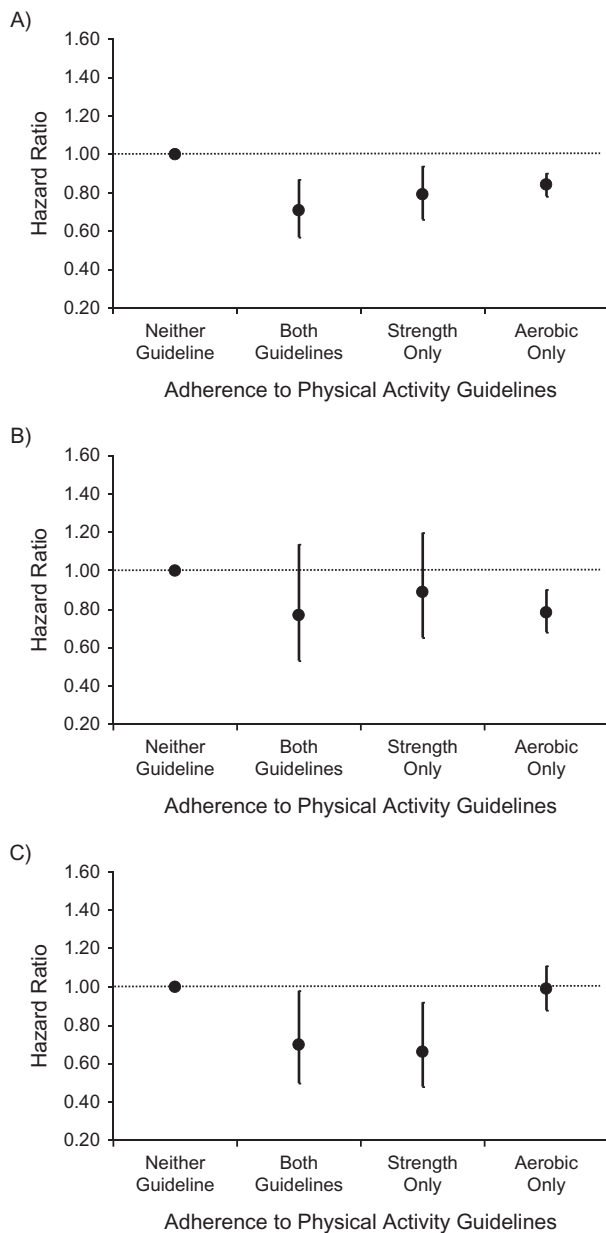 A)
1.60
1.40
1.20
1.00
0.80
0.60
0.40
0.20
Hazard Ratio
Neither Guideline
Both Guidelines
Strength Only
Aerobic Only
Adherence to Physical Activity Guidelines
B)
1.60
1.40
1.20
1.00
0.80
0.60
0.40
0.20
Hazard Ratio
Neither Guideline
Both Guidelines
Strength Only
Aerobic Only
Adherence to Physical Activity Guidelines
C)
1.60
1.40
1.20
1.00
0.80
0.60
0.40
0.20
Hazard Ratio
Neither Guideline
Both Guidelines
Strength Only
Aerobic Only
Adherence to Physical Activity Guidelines